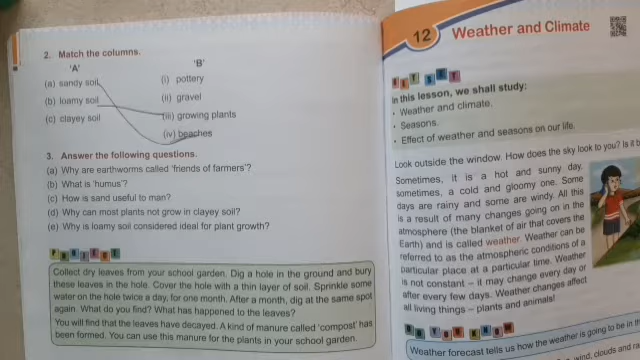 2. Match the columns.
'A' 'B'
(a) sandy soil (i) pottery
(b) loamy soil (ii) gravel
(c) clayey soil (iii) growing plants
(iv) beaches
3. Answer the following questions.
(a) Why are earthworms called 'friends of farmers'?
(b) What is 'humus'?
(c) How is sand useful to man?
(d) Why can most plants not grow in clayey soil?
(e) Why is loamy soil considered ideal for plant growth?
PROJECT
Collect dry leaves from your school garden. Dig a hole in the ground and bury
these leaves in the hole. Cover the hole with a thin layer of soil. Sprinkle some
water on the hole twice a day, for one month. After a month, dig at the same spot
again. What do you find? What has happened to the leaves?
You will find that the leaves have decayed. A kind of manure called 'compost' has
been formed. You can use this manure for the plants in your school garden.
12 Weather and Climate
GET SET
In this lesson, we shall study:
• Weather and climate.
• Seasons.
• Effect of weather and seasons on our life.
Look outside the window. How does the sky look to you? Is it
Sometimes, it is a hot and sunny day,
sometimes, a cold and gloomy one. Some
days are rainy and some are windy. All this
is a result of many changes going on in the
atmosphere (the blanket of air that covers the
Earth) and is called weather. Weather can be
referred to as the atmospheric conditions of a
particular place at a particular time. Weather
is not constant – it may change every day or
after every few days. Weather changes affect
all living things – plants and animals!
DO YOU KNOW
Weather forecast tells us how the weather is going to be in
wind, clouds and